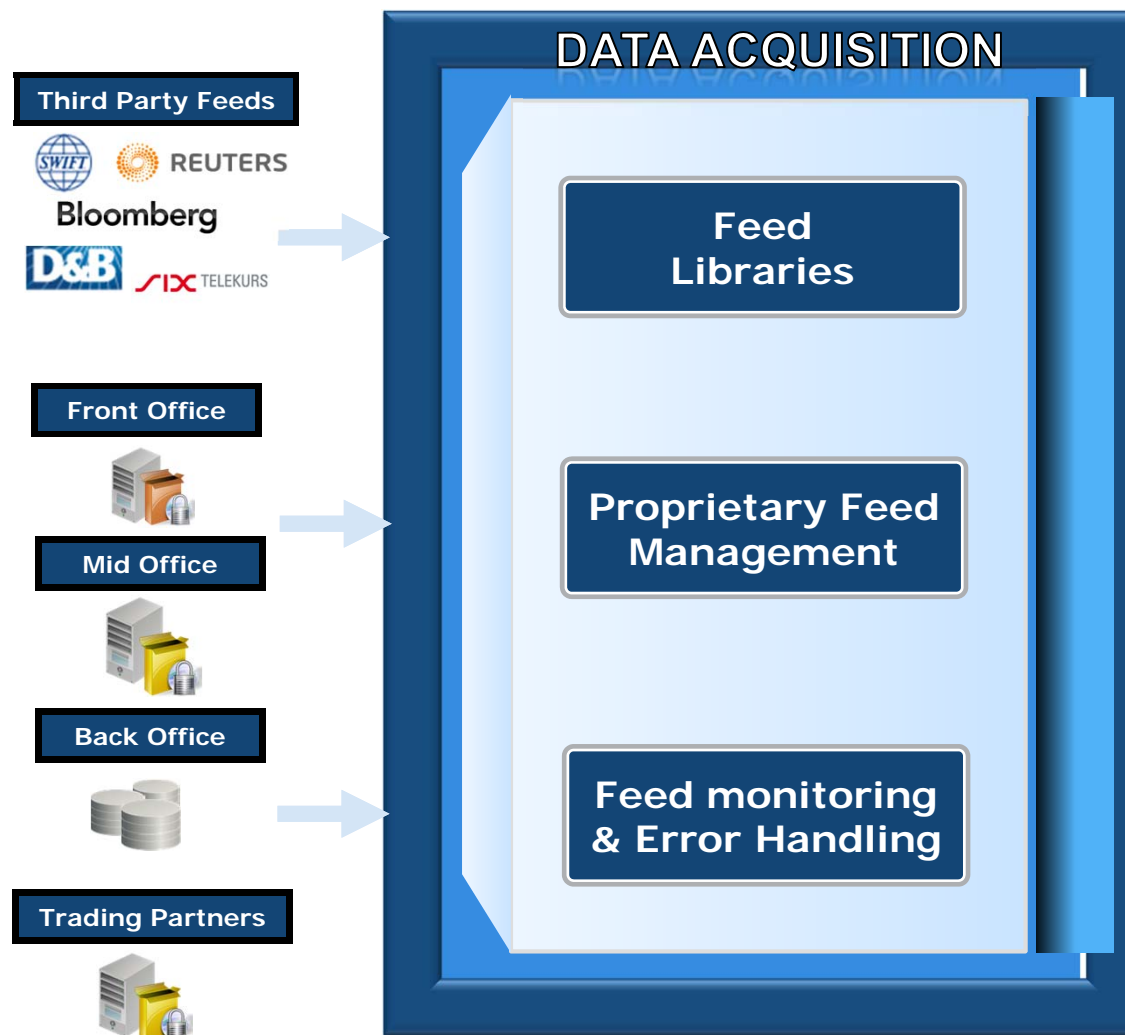 DATA ACQUISITION
Third Party Feeds
SWIFT
REUTERS
Bloomberg
D&B
SIX TELEKURS
Feed
Libraries
Front Office
Proprietary Feed
Management
Mid Office
Back Office
Feed monitoring
& Error Handling
Trading Partners